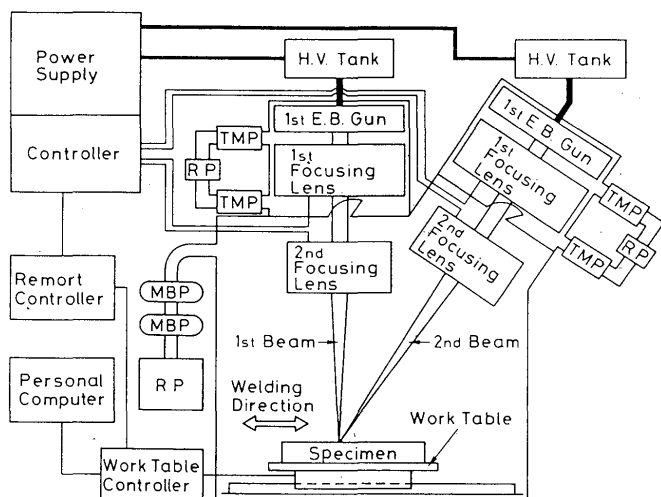 Power
Supply
Controller
Remort
Controller
Personal
Computer
Work Table
Controller
H.V. Tank
1st E.B. Gun
1st
Focusing
Lens
2nd
Focusing
Lens
TMP
RP
TMP
MBP
MBP
RP
H.V. Tank
1st E.B. Gun
1st
Focusing
Lens
2nd
Focusing
Lens
TMP
TMP
RP
1st Beam
2nd Beam
Welding
Direction
Work Table
Specimen